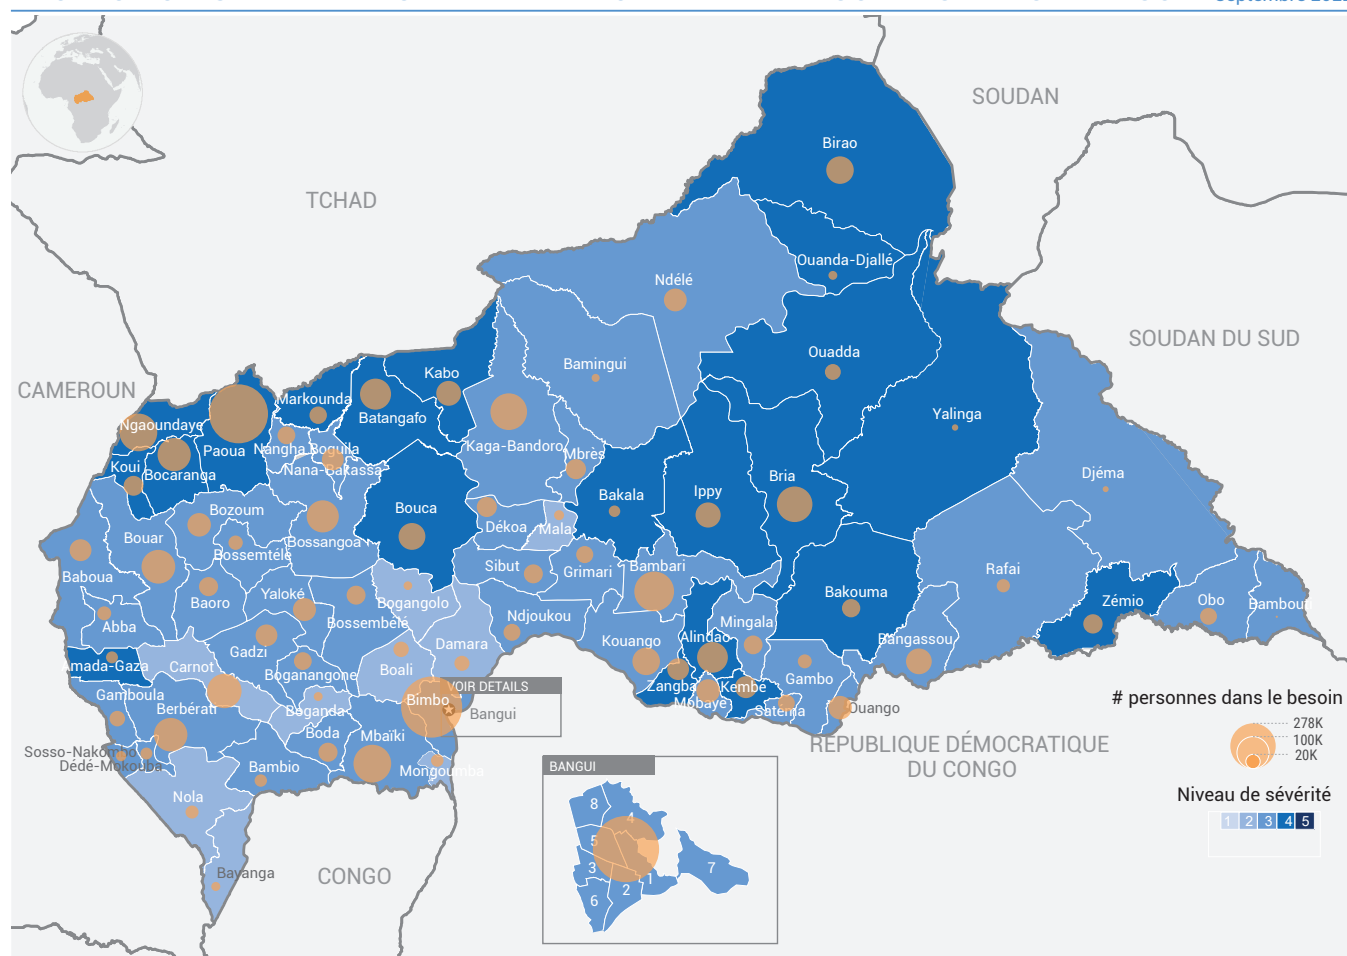 SOUDAN
Birao
TCHAD
Ouanda-Djallé
Ndélé
SOUDAN DU SUD
Ouadda
Bamingui
Kabo
CAMEROUN
Markounda
Batangafo
Yalinga
Ngaoundaye
Paoua
Nangha Boguila
Kaga-Bandoro
Mbrès
Koui
Bocaranga
Nana-Bakassa
Bria
Djéma
Ippy
Bakala
Bouca
Bozoum
Dékoa
Mala
Bouar
Bossangoa
Bossemtélé
Sibut
Grimari
Bambari
Rafai
Baboua
Baoro
Yaloké
Bogangolo
Bakouma
Zémio
Obo
Bambouti
Abba
Bossembélé
Ndjoukou
Mingala
Gadzi
Damara
Kouango
Alindao
Bangassou
Amada-Gaza
Carnot
Boganangone
Boali
Gambo
Gamboula
VOIR DETAILS
Zangba
Kembe
Berbérati
Boganda
Bimbo
Bangui
Mobaye
Satema
Ouango
# personnes dans le besoin
278K
100K
20K
Boda
Mbaïki
Sosso-Nakombo
Dédé-Mokouba
Bambio
Mongoumba
RÉPUBLIQUE DÉMOCRATIQUE
DU CONGO
BANGUI
Niveau de sévérité
1 2 3 4 5
Nola
8
4
5
3
7
1
2
6
Bayanga
CONGO